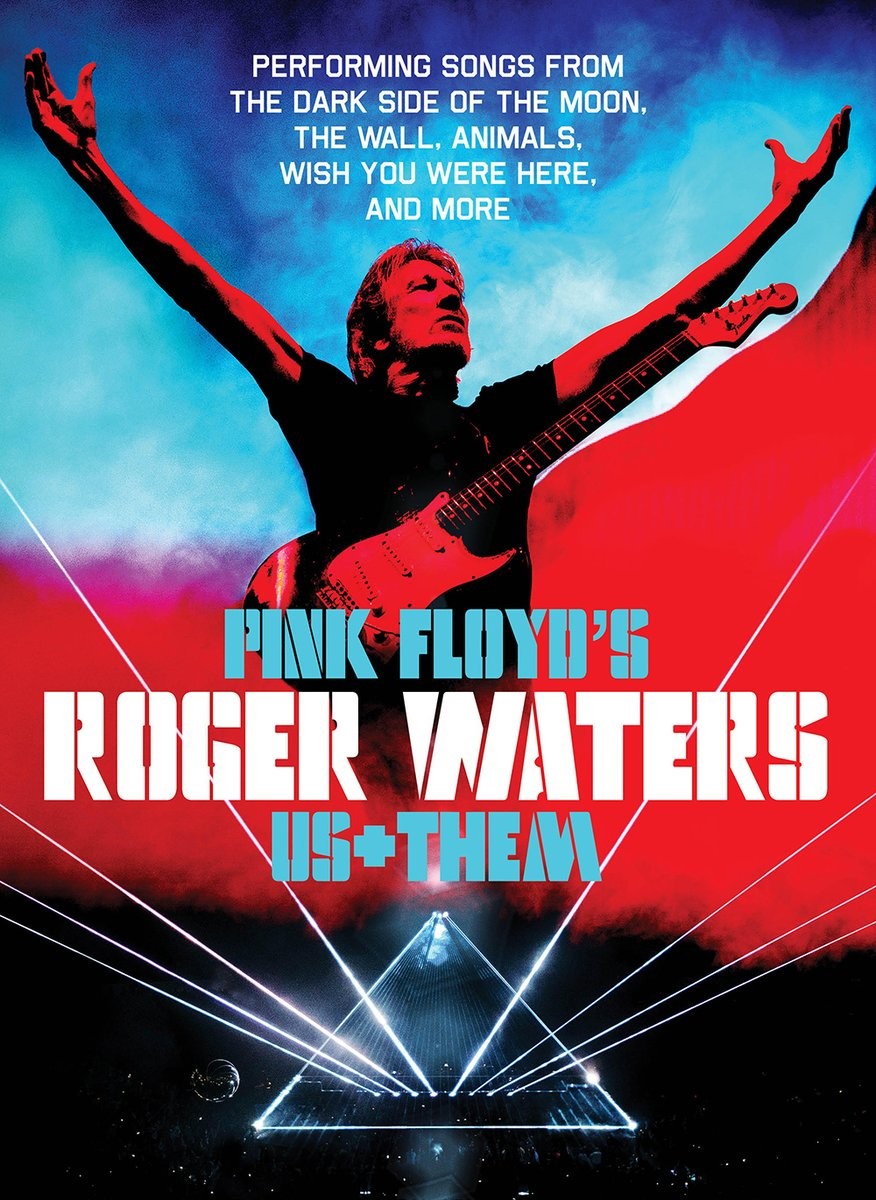 PERFORMING SONGS FROM
THE DARK SIDE OF THE MOON,
THE WALL, ANIMALS,
WISH YOU WERE HERE,
AND MORE
Fender
PINK FLOYD'S
ROGER WATERS
US+THEM